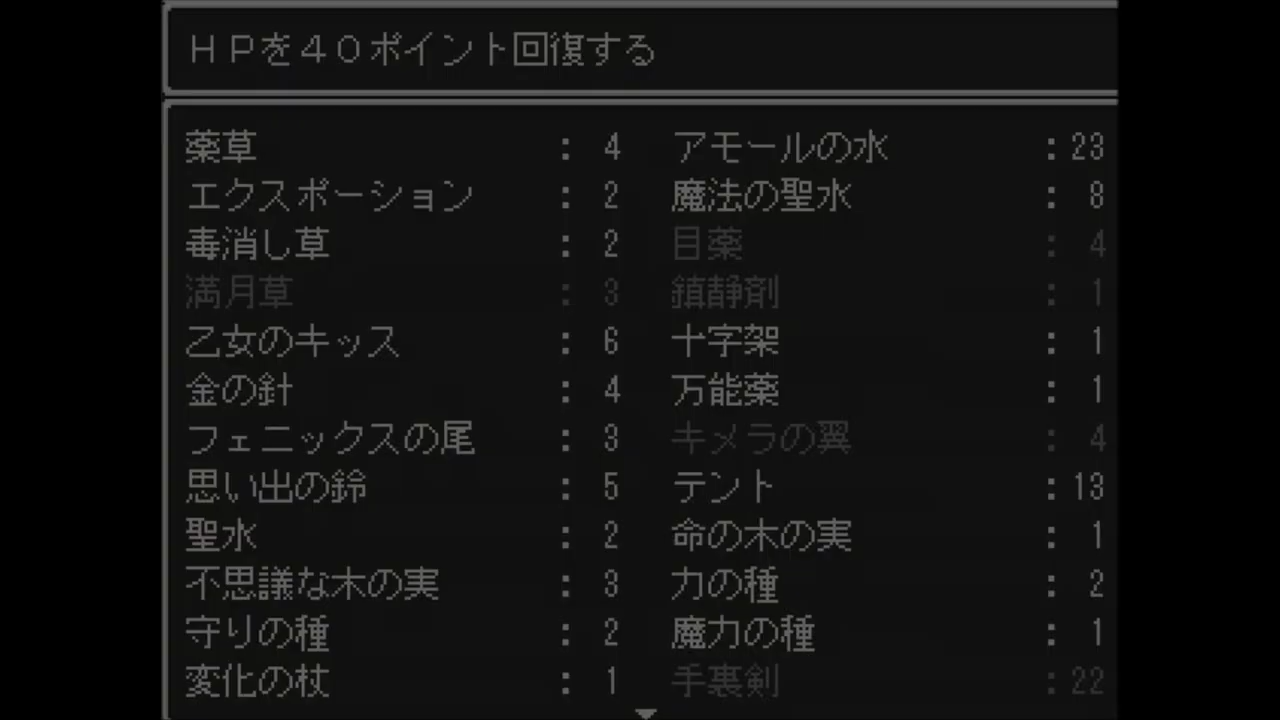 HPを40ポイント回復する
薬草 : 4 アモールの水 : 23
エクスポーション : 2 魔法の聖水 : 8
毒消し草 : 2 目薬 : 4
満月草 : 3 鎮静剤 : 1
乙女のキッス : 6 十字架 : 1
金の針 : 4 万能薬 : 1
フェニックスの尾 : 3 キメラの翼 : 4
思い出の鈴 : 5 テント : 13
聖水 : 2 命の木の実 : 1
不思議な木の実 : 3 力の種 : 2
守りの種 : 2 魔力の種 : 1
変化の杖 : 1 手裏剣 : 22